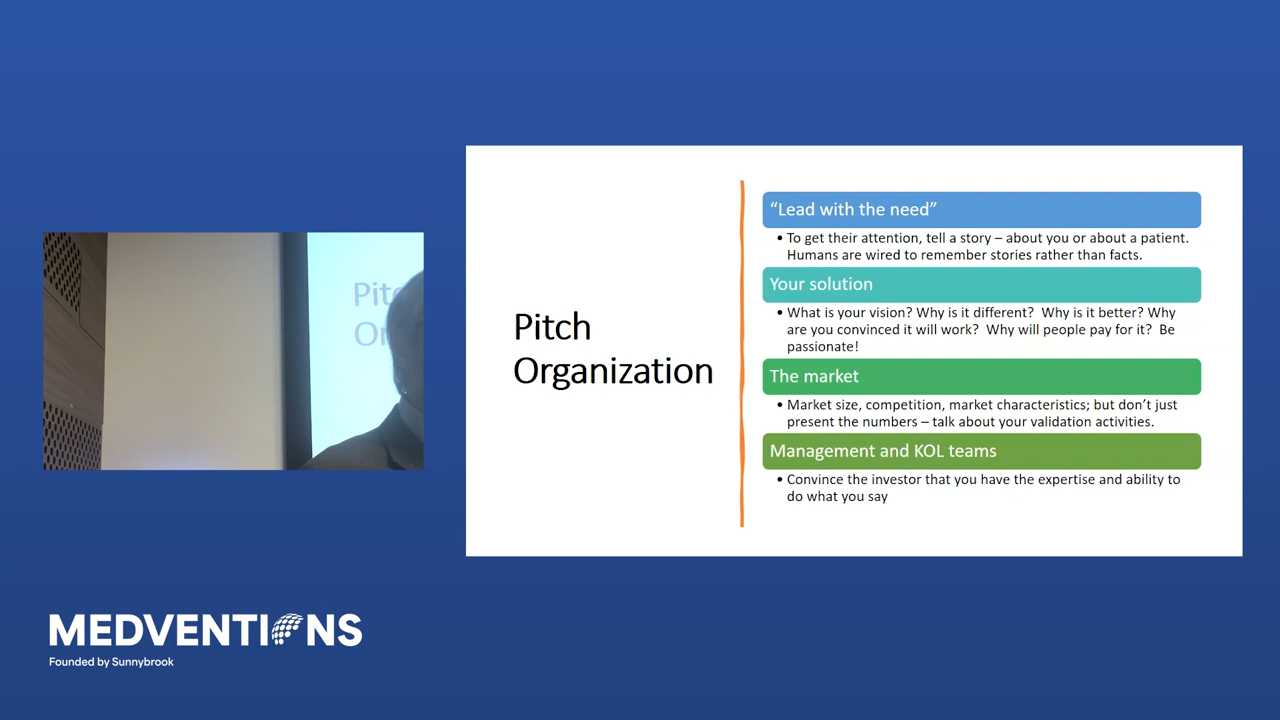 Pitch
Organization
“Lead with the need”
• To get their attention, tell a story – about you or about a patient.
Humans are wired to remember stories rather than facts.
Your solution
• What is your vision? Why is it different?  Why is it better? Why
are you convinced it will work?  Why will people pay for it?  Be
passionate!
The market
• Market size, competition, market characteristics; but don’t just
present the numbers – talk about your validation activities.
Management and KOL teams
• Convince the investor that you have the expertise and ability to
do what you say
Pit
Or
MEDVENTIONS
Founded by Sunnybrook